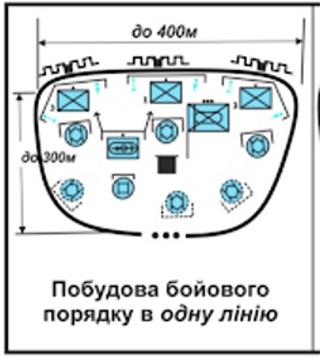 до 400м
до 300м
Побудова бойового
порядку в одну лінію